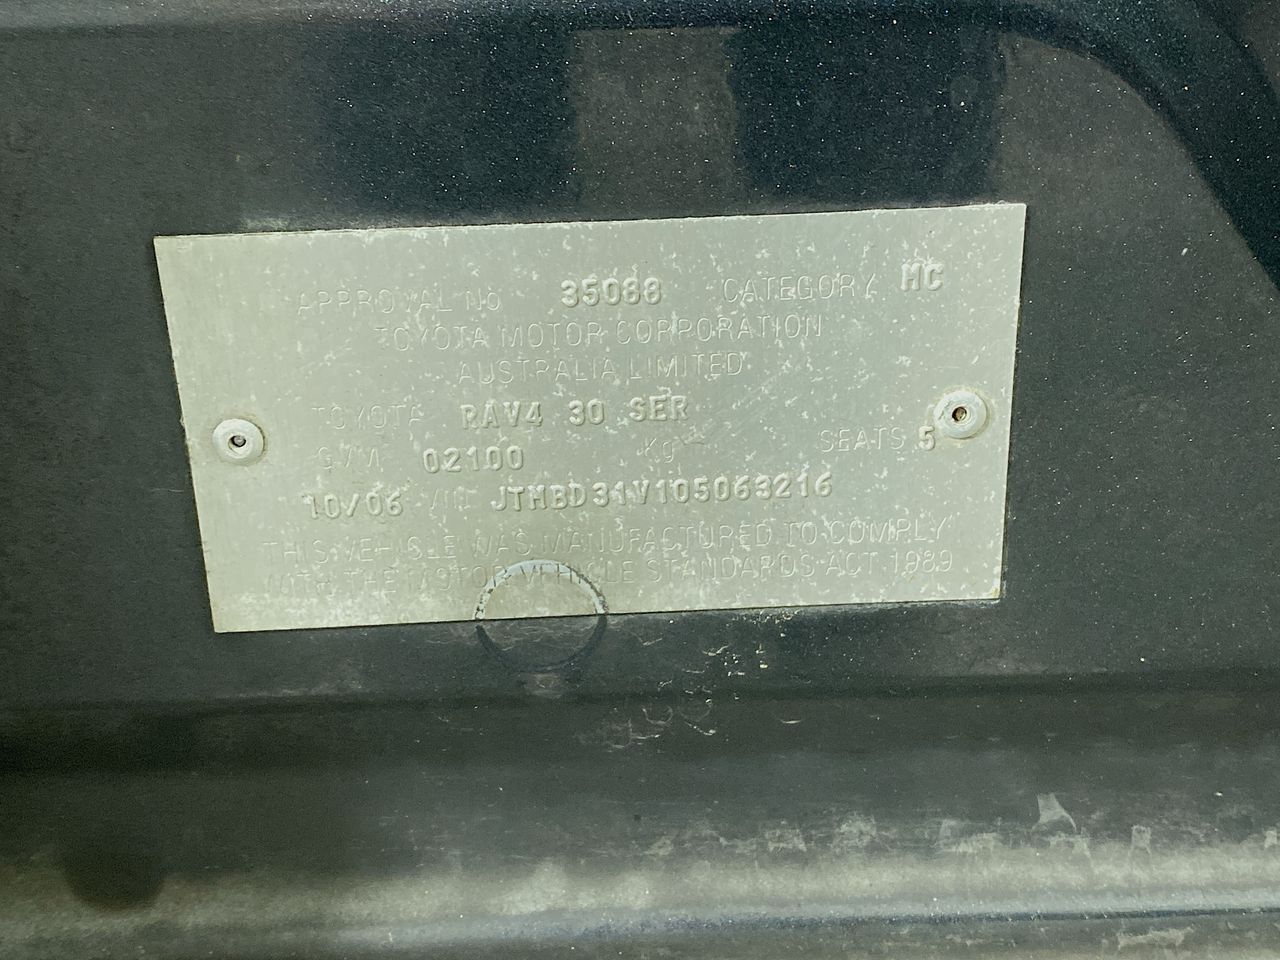 APPROVAL No 35088 CATEGORY MC
TOYOTA MOTOR CORPORATION
AUSTRALIA LIMITED
TOYOTA RAV4 30 SER
GVM 02100 Kg SEATS 5
10/06 VIN JTMBD31V105063216
THIS VEHICLE WAS MANUFACTURED TO COMPLY
WITH THE MOTOR VEHICLE STANDARDS ACT 1989